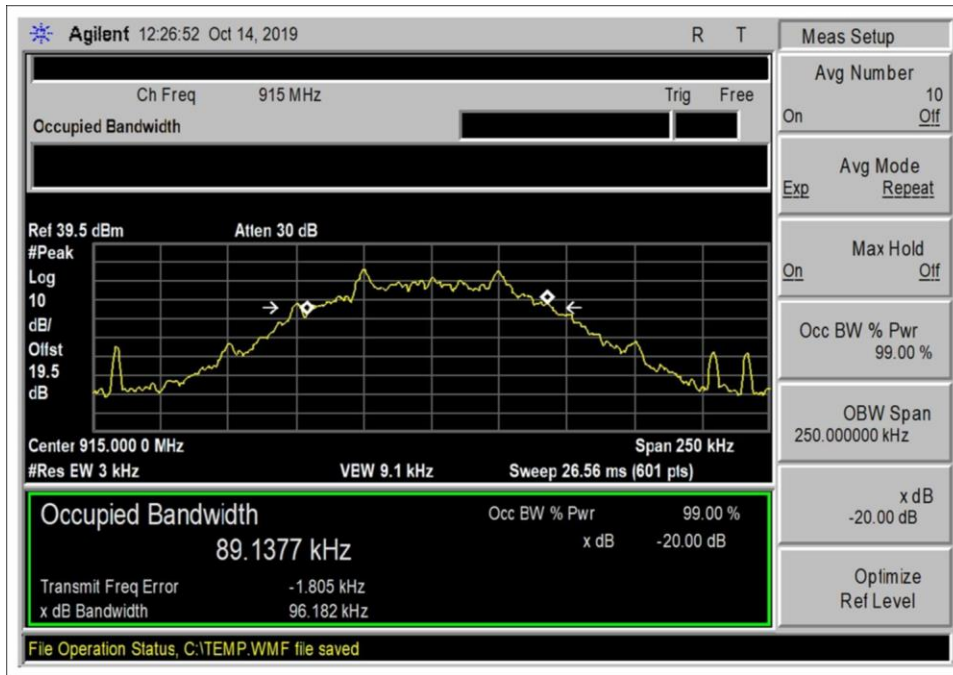 Agilent 12:26:52 Oct 14, 2019 R T
Ch Freq 915 MHz Trig Free
Occupied Bandwidth
Ref 39.5 dBm Atten 30 dB
#Peak
Log
10
dB/
Offst
19.5
dB
Center 915.000 0 MHz Span 250 kHz
#Res EW 3 kHz VEW 9.1 kHz Sweep 26.56 ms (601 pts)
Occupied Bandwidth Occ BW % Pwr 99.00 %
89.1377 kHz x dB -20.00 dB
Transmit Freq Error -1.805 kHz
x dB Bandwidth 96.182 kHz
File Operation Status, C:\TEMP.WMF file saved
Meas Setup
Avg Number
10
On Off
Avg Mode
Exp Repeat
Max Hold
On Off
Occ BW % Pwr
99.00 %
OBW Span
250.000000 kHz
x dB
-20.00 dB
Optimize
Ref Level